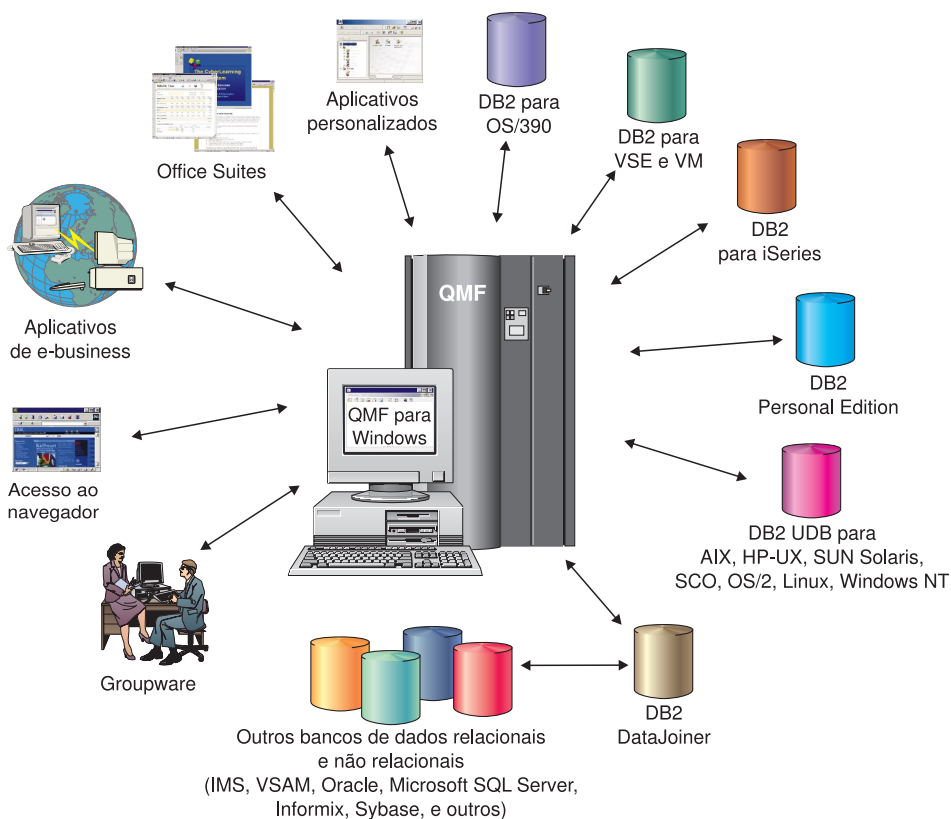 The CyberLearning
Office Suites
Aplicativos
personalizados
DB2 para
OS/390
DB2 para
VSE e VM
DB2
para iSeries
Aplicativos
de e-business
QMF
DB2
Personal Edition
QMF para
Windows
Acesso ao
navegador
DB2 UDB para
AIX, HP-UX, SUN Solaris,
SCO, OS/2, Linux, Windows NT
Groupware
DB2
DataJoiner
Outros bancos de dados relacionais
e não relacionais
(IMS, VSAM, Oracle, Microsoft SQL Server,
Informix, Sybase, e outros)